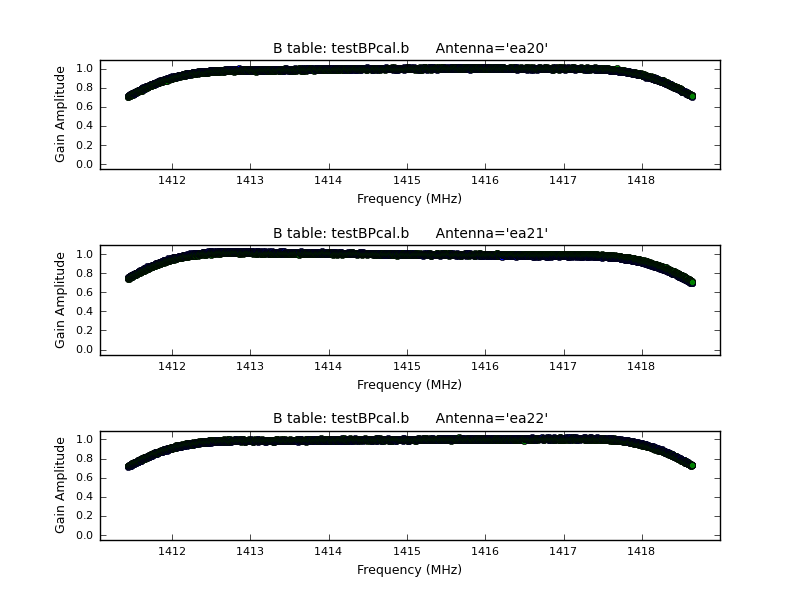 B table: testBPcal.b Antenna='ea20'
1.0
0.8
0.6
0.4
0.2
0.0
Gain Amplitude
1412 1413 1414 1415 1416 1417 1418
Frequency (MHz)
B table: testBPcal.b Antenna='ea21'
1.0
0.8
0.6
0.4
0.2
0.0
Gain Amplitude
1412 1413 1414 1415 1416 1417 1418
Frequency (MHz)
B table: testBPcal.b Antenna='ea22'
1.0
0.8
0.6
0.4
0.2
0.0
Gain Amplitude
1412 1413 1414 1415 1416 1417 1418
Frequency (MHz)